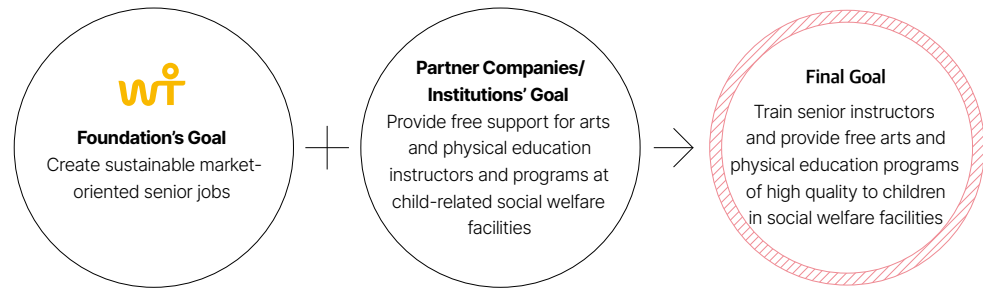 wT
Foundation's Goal
Create sustainable market-
oriented senior jobs
Partner Companies/
Institutions' Goal
Provide free support for arts
and physical education
instructors and programs at
child-related social welfare
facilities
Final Goal
Train senior instructors
and provide free arts and
physical education programs
of high quality to children
in social welfare facilities